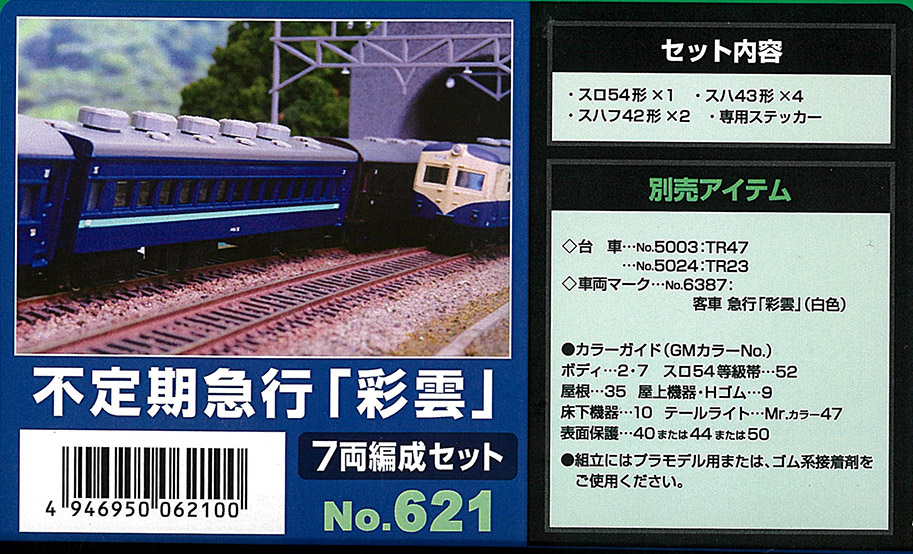 不定期急行「彩雲」
7両編成セット
No.621
4 946950 062100
セット内容
・スロ54形×1 ・スハ43形×4
・スハフ42形×2 ・専用ステッカー
別売アイテム
◇台 車…No.5003：TR47
…No.5024：TR23
◇車両マーク…No.6387：
客車 急行「彩雲」（白色）
●カラーガイド（GMカラーNo.）
ボディ…2・7 スロ54等級帯…52
屋根…35 屋上機器・Hゴム…9
床下機器…10 テールライト…Mr.カラー47
表面保護…40または44または50
●組立にはプラモデル用または、ゴム系接着剤を
ご使用ください。